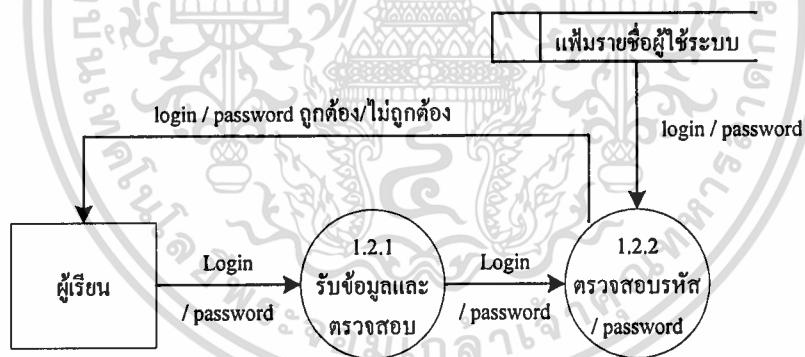 แฟ้มรายชื่อผู้ใช้ระบบ
login / password ถูกต้อง/ไม่ถูกต้อง
login / password
ผู้เรียน
Login
/ password
1.2.1
รับข้อมูลและ
ตรวจสอบ
Login
/ password
1.2.2
ตรวจสอบรหัส
/ password